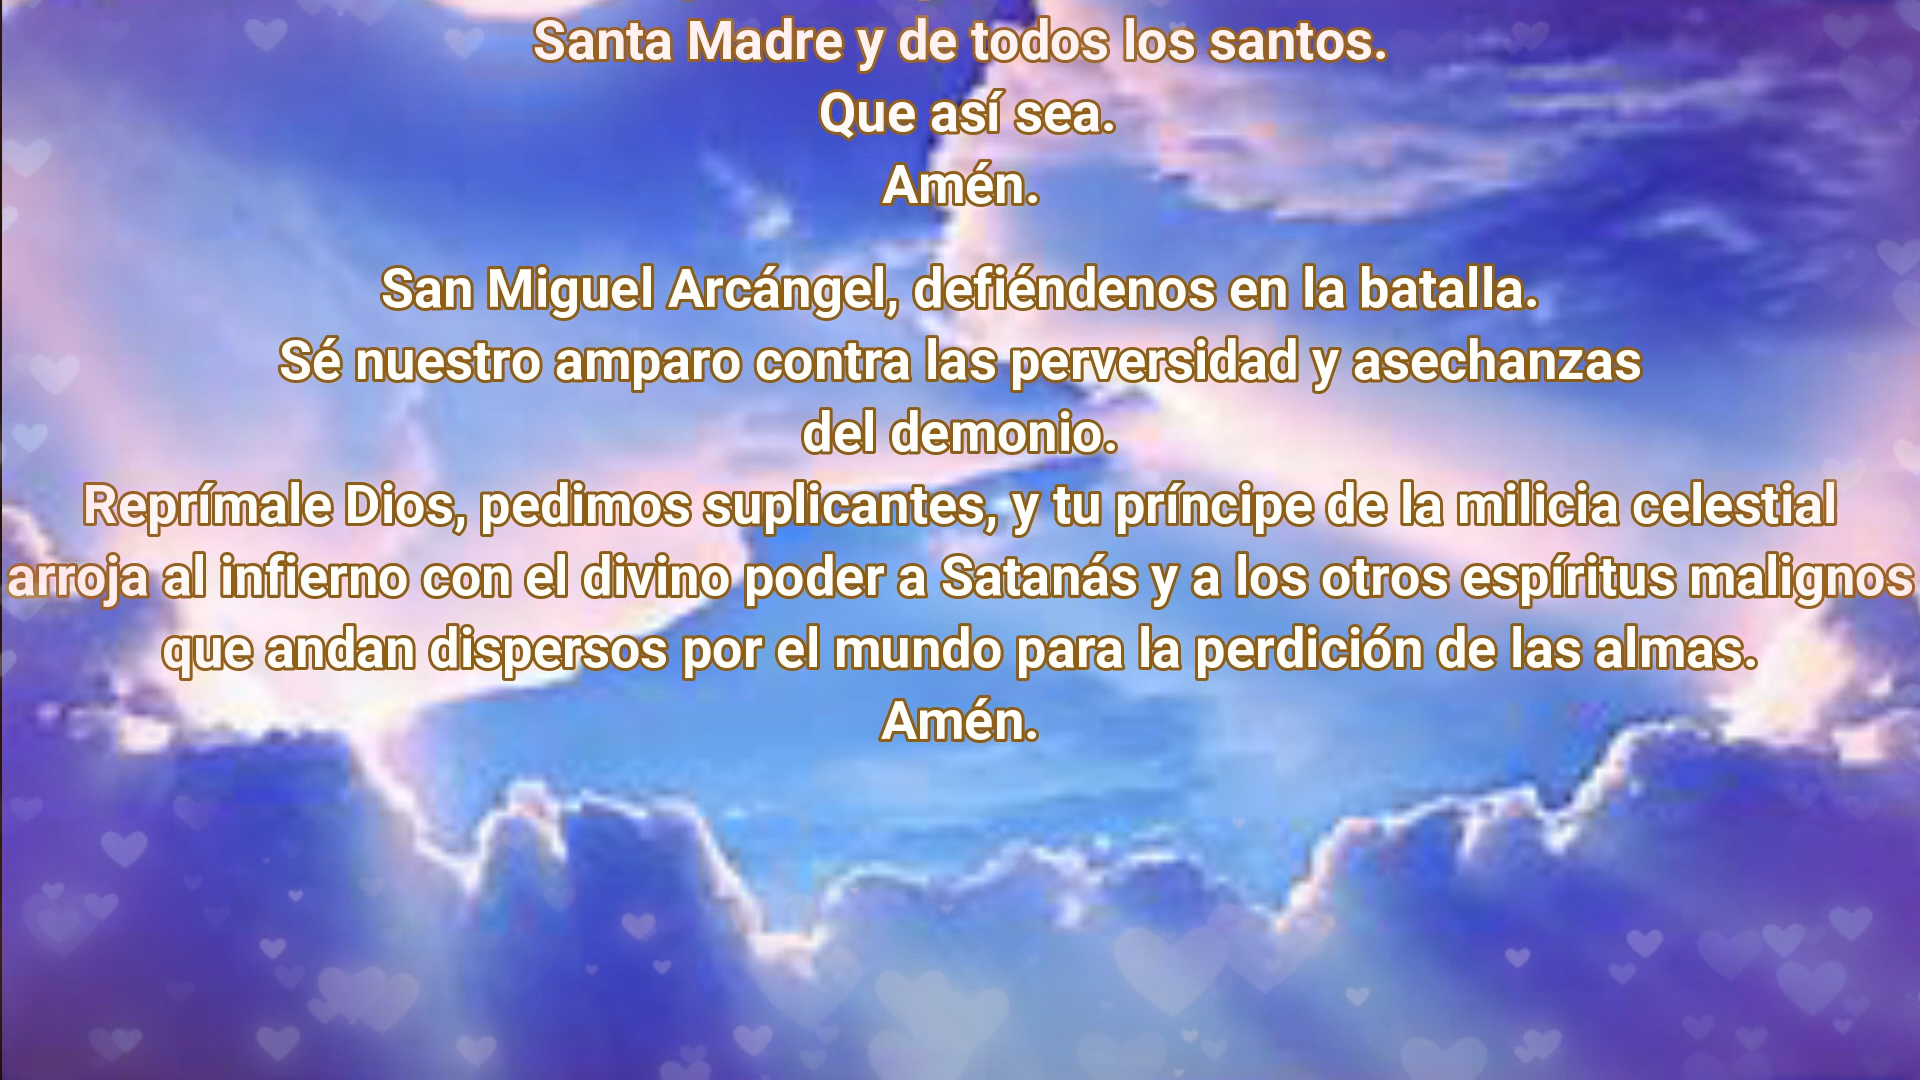 Santa Madre y de todos los santos.
Que así sea.
Amén.
San Miguel Arcángel, defiéndenos en la batalla.
Sé nuestro amparo contra las perversidad y asechanzas
del demonio.
Reprímale Dios, pedimos suplicantes, y tu príncipe de la milicia celestial
arroja al infierno con el divino poder a Satanás y a los otros espíritus malignos
que andan dispersos por el mundo para la perdición de las almas.
Amén.